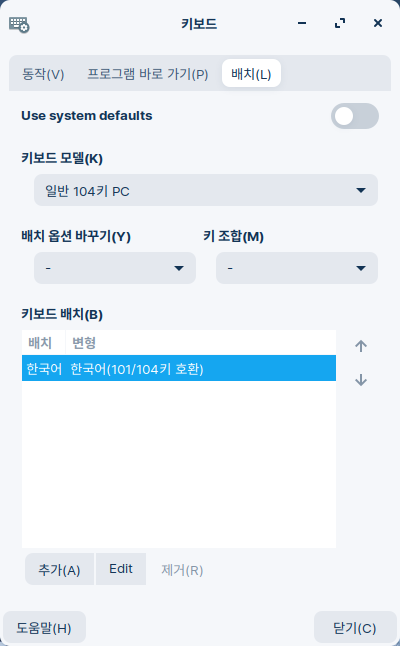 키보드
동작(V) 프로그램 바로 가기(P) 배치(L)
Use system defaults
키보드 모델(K)
일반 104키 PC
배치 옵션 바꾸기(Y) 키 조합(M)
- -
키보드 배치(B)
배치 변형
한국어 한국어(101/104키 호환)
추가(A) Edit 제거(R)
도움말(H) 닫기(C)